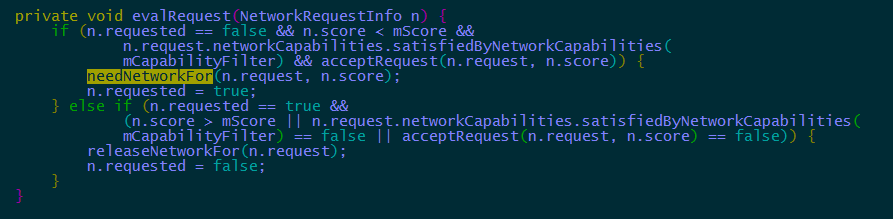 private void evalRequest(NetworkRequestInfo n) {
if (n.requested == false && n.score < mScore &&
n.request.networkCapabilities.satisfiedByNetworkCapabilities(
mCapabilityFilter) && acceptRequest(n.request, n.score)) {
needNetworkFor(n.request, n.score);
n.requested = true;
} else if (n.requested == true &&
(n.score > mScore || n.request.networkCapabilities.satisfiedByNetworkCapabilities(
mCapabilityFilter) == false || acceptRequest(n.request, n.score) == false)) {
releaseNetworkFor(n.request);
n.requested = false;
}
}